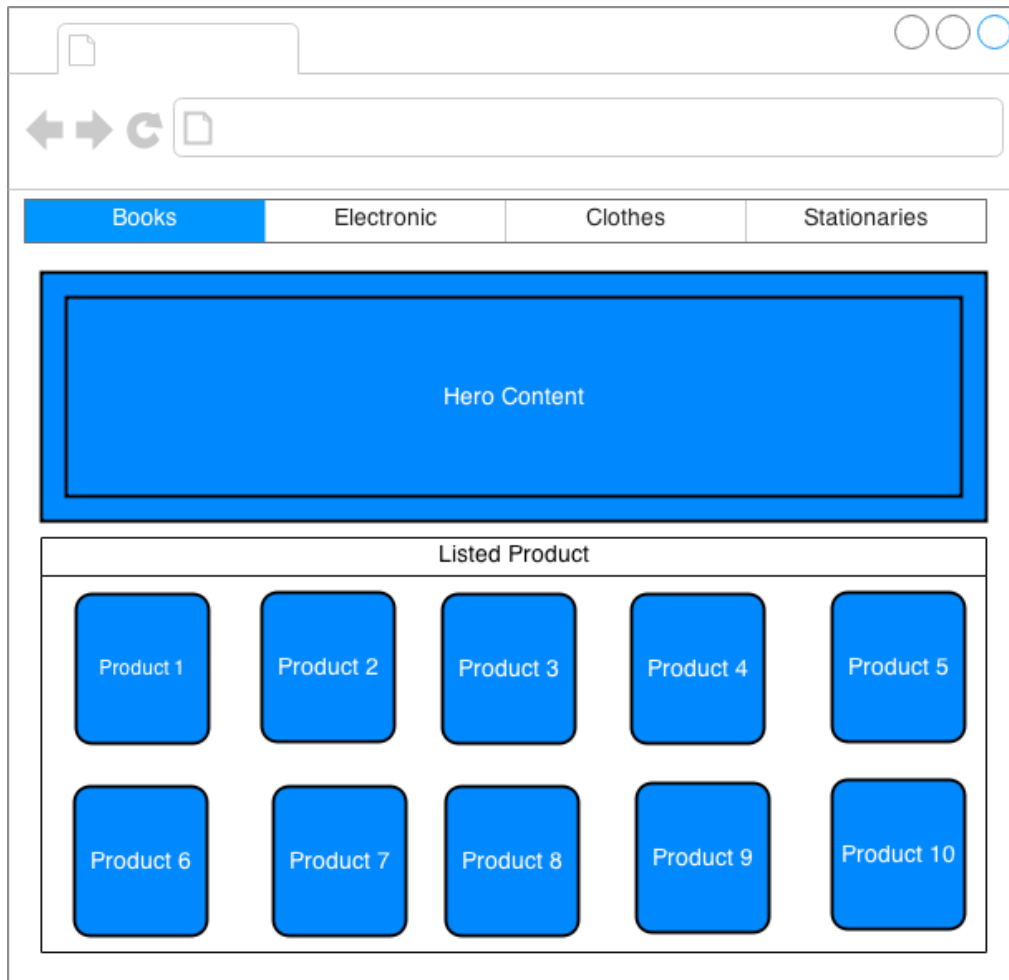 Books
Electronic
Clothes
Stationaries
Hero Content
Listed Product
Product 1
Product 2
Product 3
Product 4
Product 5
Product 6
Product 7
Product 8
Product 9
Product 10